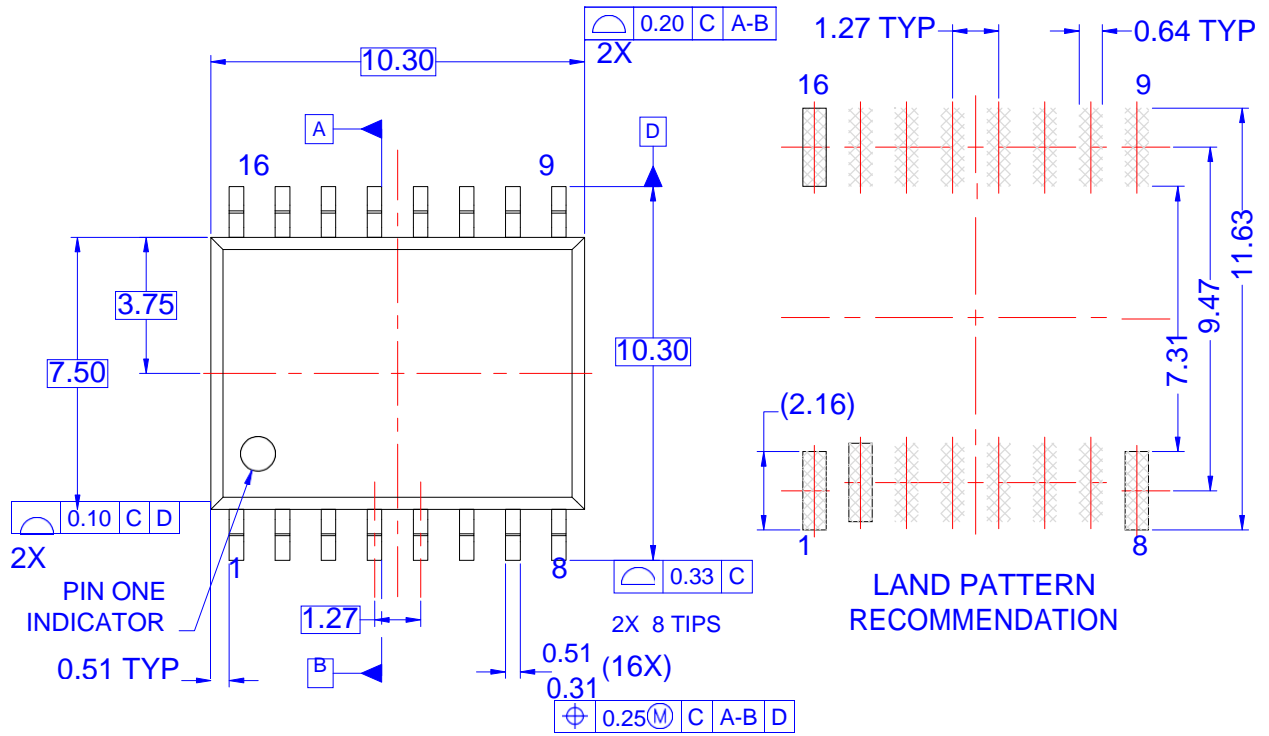 0.20 C A-B
2X
10.30
A
D
16
9
3.75
7.50
10.30
0.10 C D
2X
PIN ONE
INDICATOR
1
8
0.33 C
2X 8 TIPS
1.27
0.51 TYP
B
0.51
0.31
(16X)
0.25 M C A-B D
1.27 TYP
0.64 TYP
16
9
11.63
9.47
7.31
(2.16)
1
8
LAND PATTERN
RECOMMENDATION